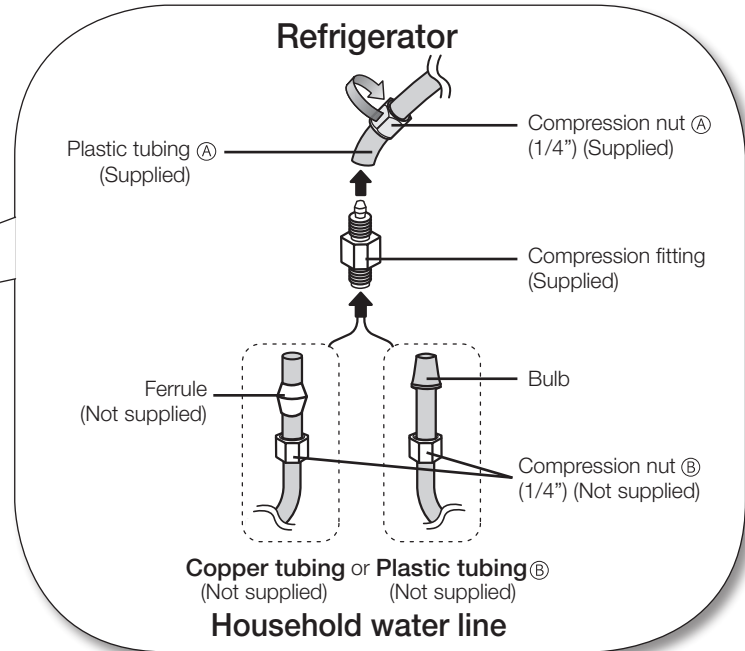 Refrigerator
Compression nut Ⓐ
(1/4”) (Supplied)
Plastic tubing Ⓐ
(Supplied)
Compression fitting
(Supplied)
Ferrule
(Not supplied)
Bulb
Compression nut Ⓑ
(1/4”) (Not supplied)
Copper tubing or Plastic tubing Ⓑ
(Not supplied) (Not supplied)
Household water line